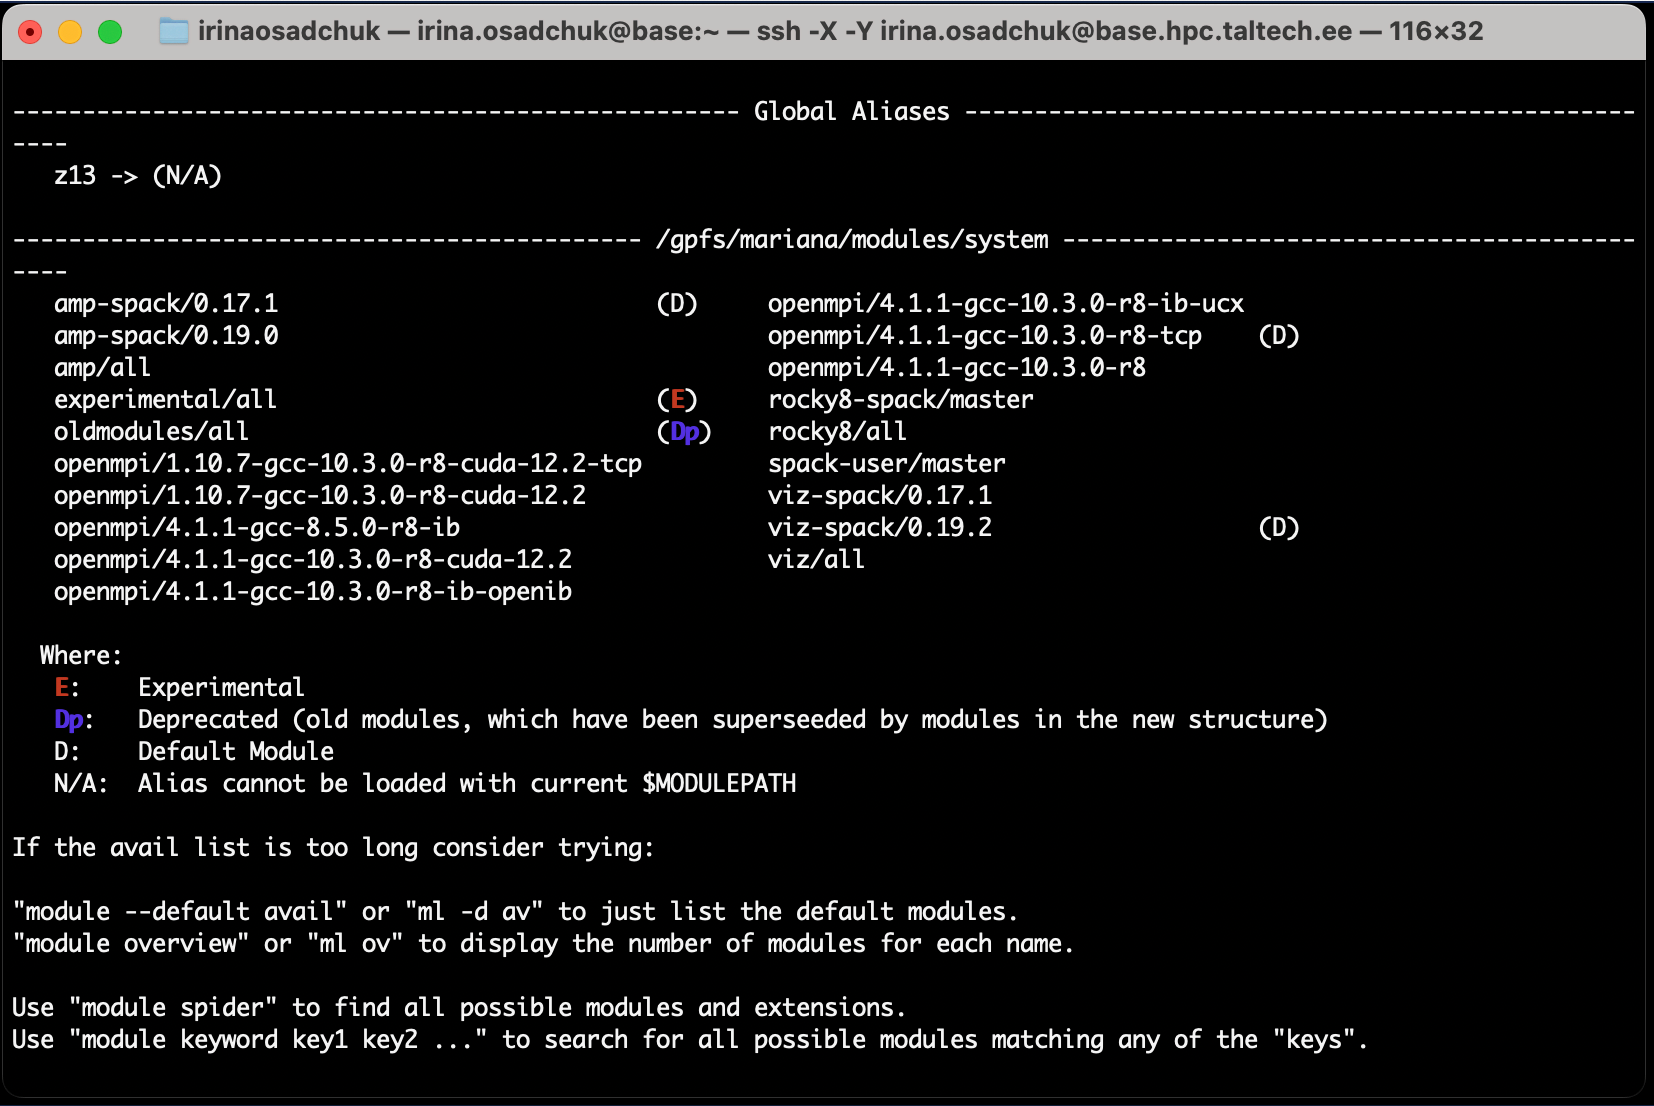 irinaosadchuk — irina.osadchuk@base:~ — ssh -X -Y irina.osadchuk@base.hpc.taltech.ee — 116×32
---------------------------------------------------- Global Aliases ------------------------------------------------
----
   z13 -> (N/A)
--------------------------------------------- /gpfs/mariana/modules/system -----------------------------------------
----
   amp-spack/0.17.1                           (D)     openmpi/4.1.1-gcc-10.3.0-r8-ib-ucx
   amp-spack/0.19.0                                   openmpi/4.1.1-gcc-10.3.0-r8-tcp    (D)
   amp/all                                            openmpi/4.1.1-gcc-10.3.0-r8
   experimental/all                           (E)     rocky8-spack/master
   oldmodules/all                             (Dp)    rocky8/all
   openmpi/1.10.7-gcc-10.3.0-r8-cuda-12.2-tcp         spack-user/master
   openmpi/1.10.7-gcc-10.3.0-r8-cuda-12.2             viz-spack/0.17.1
   openmpi/4.1.1-gcc-8.5.0-r8-ib                      viz-spack/0.19.2                   (D)
   openmpi/4.1.1-gcc-10.3.0-r8-cuda-12.2              viz/all
   openmpi/4.1.1-gcc-10.3.0-r8-ib-openib
  Where:
   E:    Experimental
   Dp:   Deprecated (old modules, which have been superseeded by modules in the new structure)
   D:    Default Module
   N/A:  Alias cannot be loaded with current $MODULEPATH
If the avail list is too long consider trying:
"module --default avail" or "ml -d av" to just list the default modules.
"module overview" or "ml ov" to display the number of modules for each name.
Use "module spider" to find all possible modules and extensions.
Use "module keyword key1 key2 ..." to search for all possible modules matching any of the "keys".